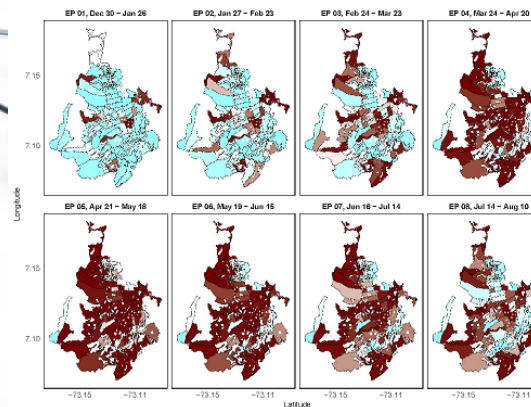 EP 01, Dec 30 – Jan 26
EP 02, Jan 27 – Feb 23
EP 03, Feb 24 – Mar 23
EP 04, Mar 24 – Apr 20
7.15
7.10
EP 05, Apr 21 – May 18
EP 06, May 19 – Jun 15
EP 07, Jun 16 – Jul 14
EP 08, Jul 14 – Aug 10
7.15
7.10
Longitude
−73.15 −73.11 −73.15 −73.11 −73.15 −73.11 −73.15 −73.11
Latitude